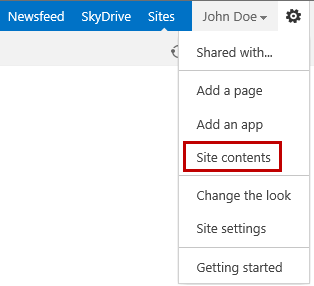 Newsfeed SkyDrive Sites John Doe
Shared with...
Add a page
Add an app
Site contents
Change the look
Site settings
Getting started